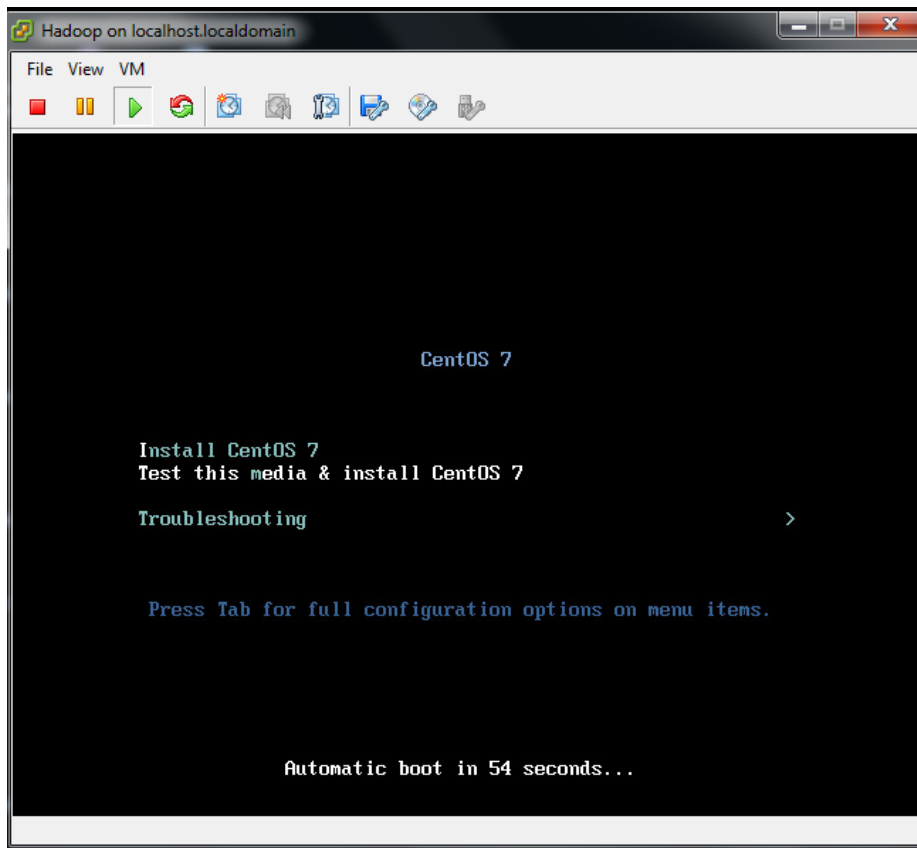 Hadoop on localhost.localdomain
File View VM
CentOS 7
Install CentOS 7
Test this media & install CentOS 7
Troubleshooting >
Press Tab for full configuration options on menu items.
Automatic boot in 54 seconds...